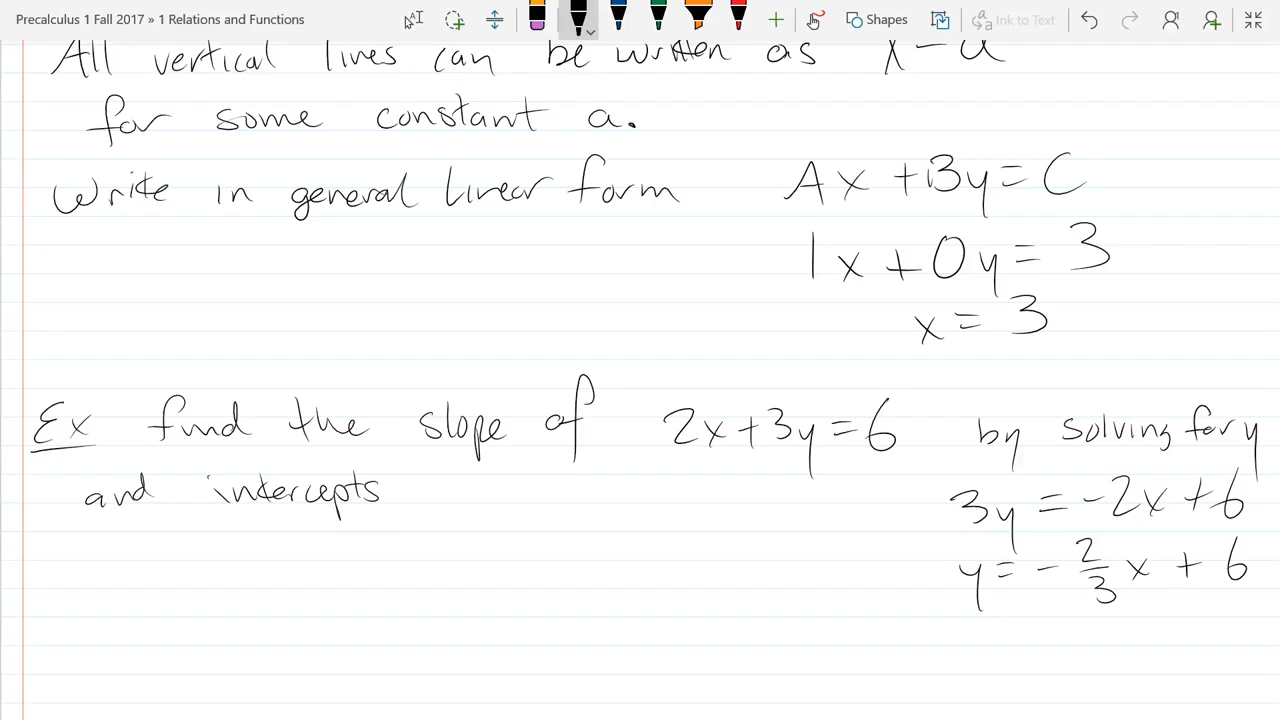 Precalculus 1 Fall 2017 » 1 Relations and Functions
Shapes
Ink to Text
All vertical lines can be written as x = a
for some constant a.
Write in general linear form
Ax + By = C
1x + 0y = 3
x = 3
Ex find the slope of 2x + 3y = 6 by solving for y
and intercepts
3y = -2x + 6
y = - 2/3 x + 6